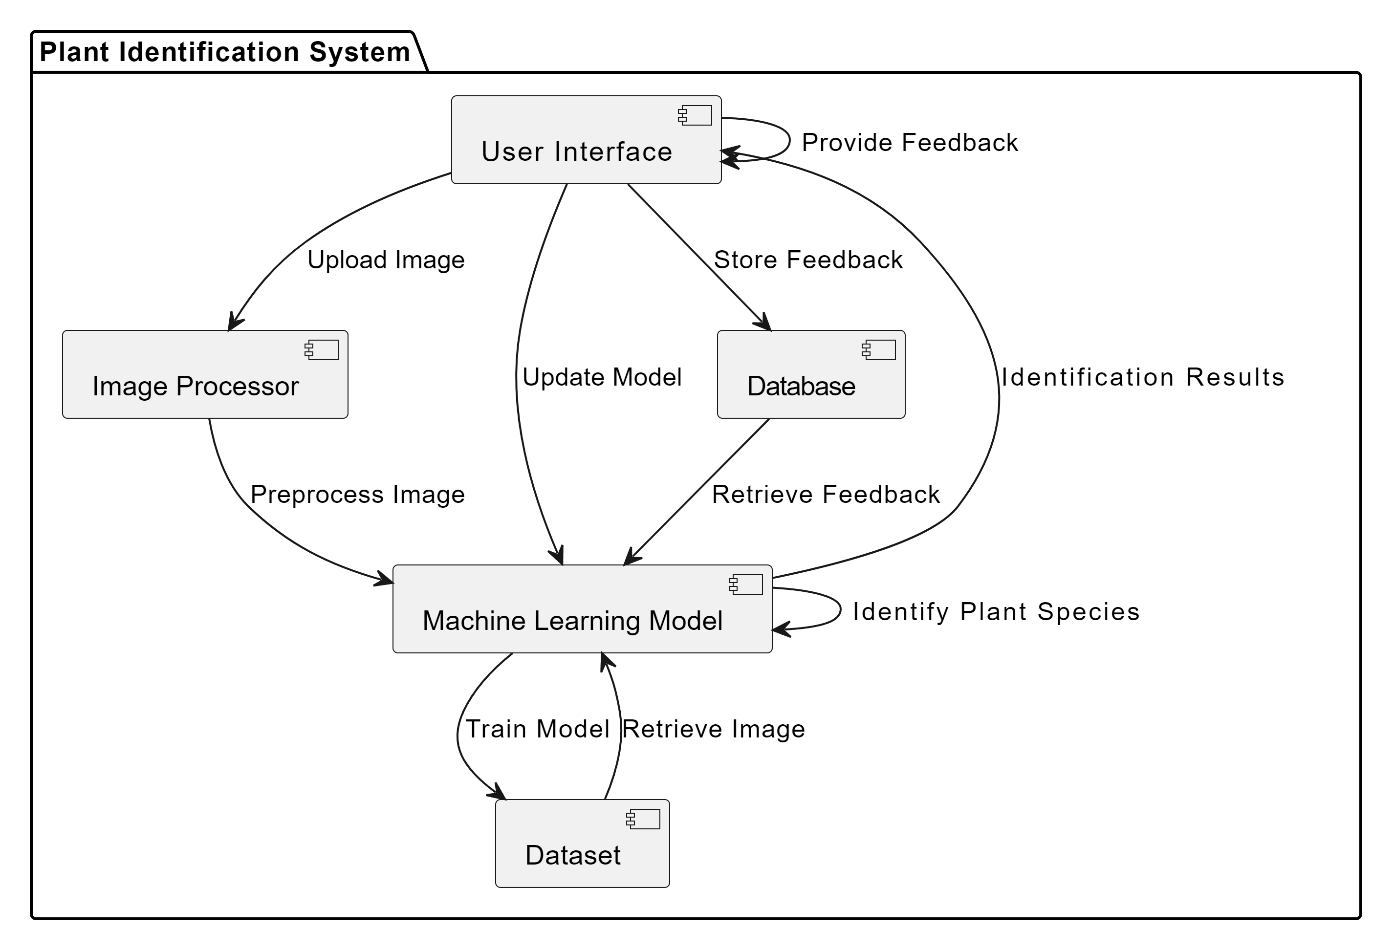 Plant Identification System
User Interface
Provide Feedback
Upload Image
Store Feedback
Image Processor
Update Model
Database
Identification Results
Preprocess Image
Retrieve Feedback
Machine Learning Model
Identify Plant Species
Train Model
Retrieve Image
Dataset